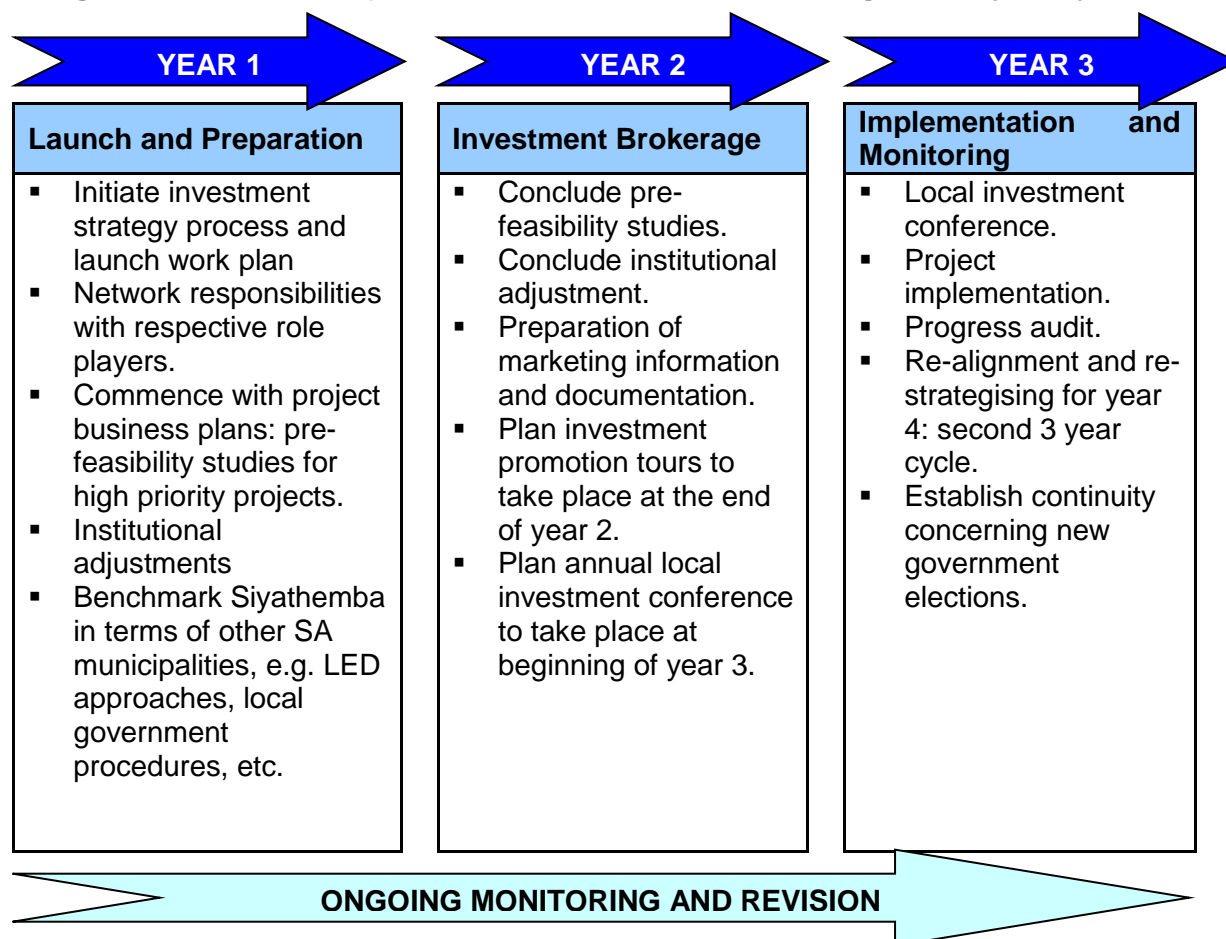 YEAR 1
Launch and Preparation
▪ Initiate investment
strategy process and
launch work plan
▪ Network responsibilities
with respective role
players.
▪ Commence with project
business plans: pre-
feasibility studies for
high priority projects.
▪ Institutional
adjustments
▪ Benchmark Siyathemba
in terms of other SA
municipalities, e.g. LED
approaches, local
government
procedures, etc.
YEAR 2
Investment Brokerage
▪ Conclude pre-
feasibility studies.
▪ Conclude institutional
adjustment.
▪ Preparation of
marketing information
and documentation.
▪ Plan investment
promotion tours to
take place at the end
of year 2.
▪ Plan annual local
investment conference
to take place at
beginning of year 3.
YEAR 3
Implementation and
Monitoring
▪ Local investment
conference.
▪ Project
implementation.
▪ Progress audit.
▪ Re-alignment and re-
strategising for year
4: second 3 year
cycle.
▪ Establish continuity
concerning new
government
elections.
ONGOING MONITORING AND REVISION